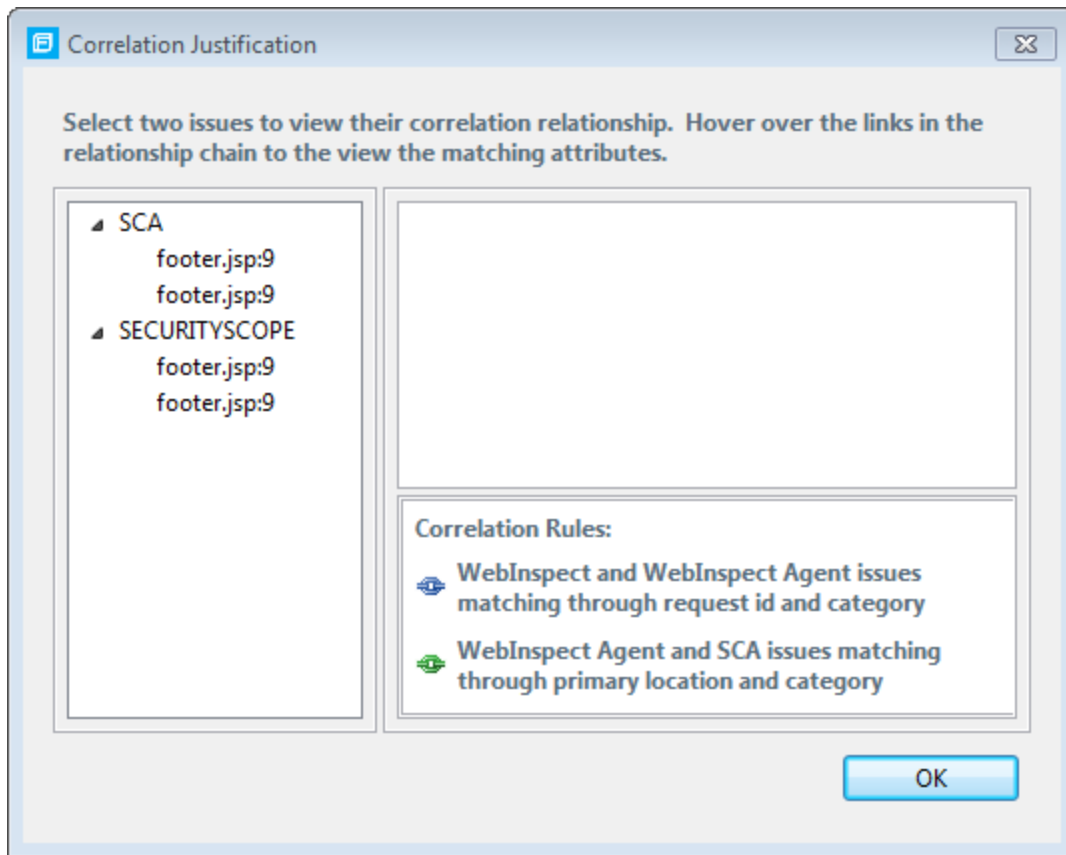 Correlation Justification
Select two issues to view their correlation relationship.  Hover over the links in the
relationship chain to the view the matching attributes.
SCA
footer.jsp:9
footer.jsp:9
SECURITYSCOPE
footer.jsp:9
footer.jsp:9
Correlation Rules:
WebInspect and WebInspect Agent issues
matching through request id and category
WebInspect Agent and SCA issues matching
through primary location and category
OK